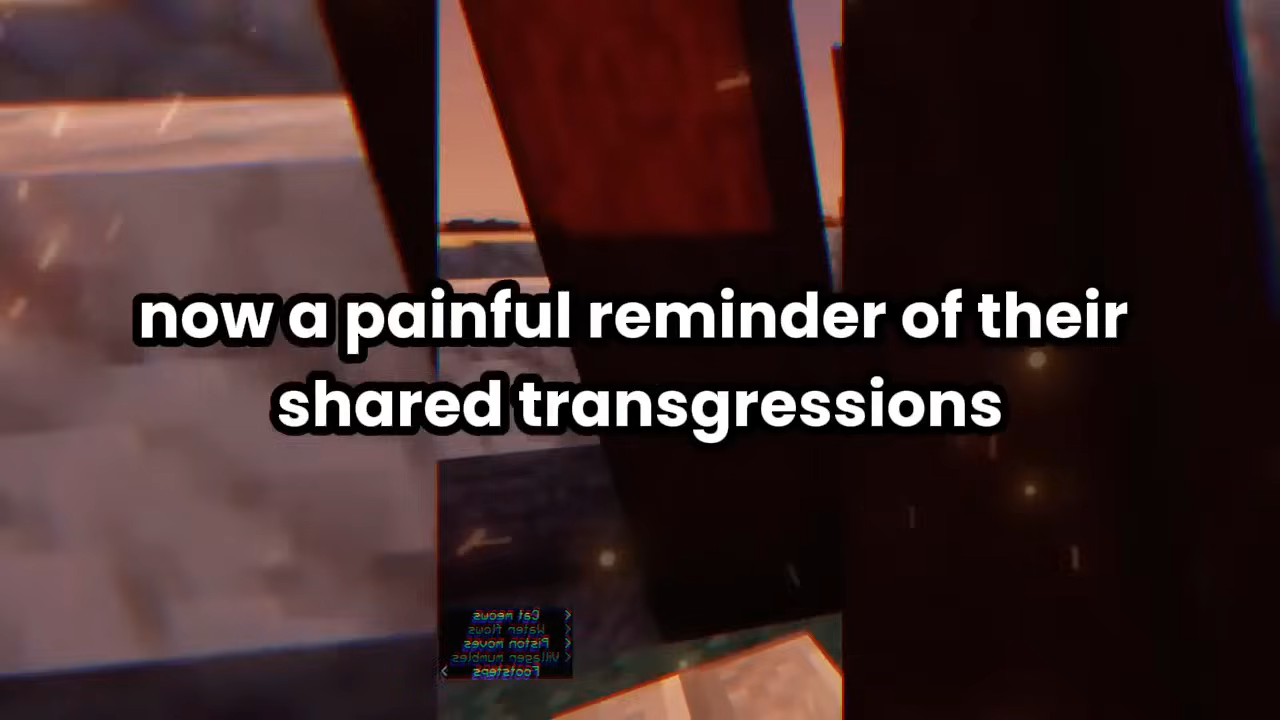 now a painful reminder of their
shared transgressions
Cat meows >
Water flows >
Piston moves >
Villager mumbles >
< Footsteps